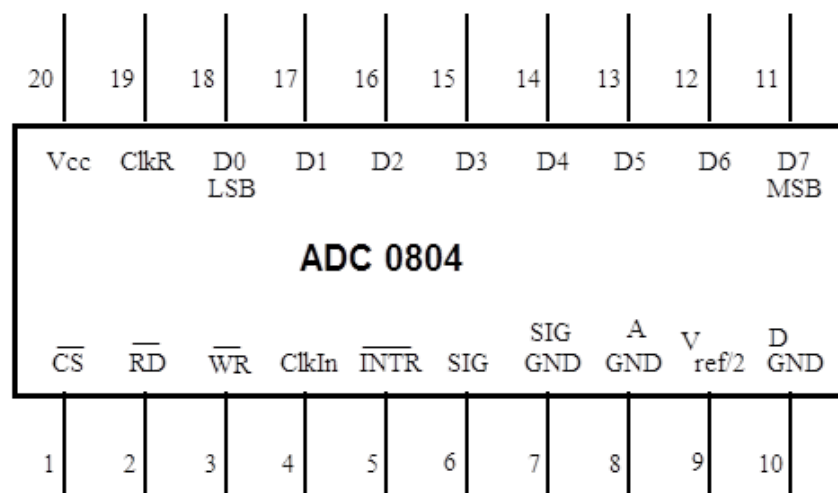 20 19 18 17 16 15 14 13 12 11
Vcc ClkR D0 D1 D2 D3 D4 D5 D6 D7
LSB MSB
ADC 0804
SIG A V D
CS RD WR ClkIn INTR SIG GND GND ref/2 GND
1 2 3 4 5 6 7 8 9 10